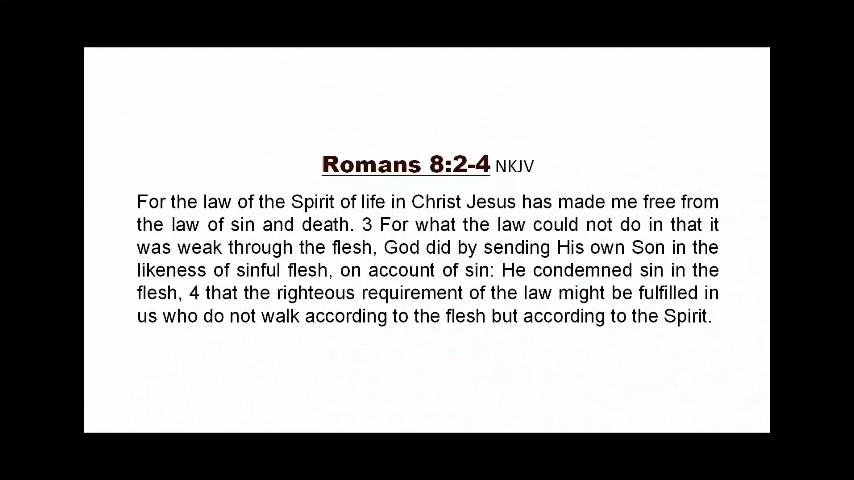 Romans 8:2-4 NKJV
For the law of the Spirit of life in Christ Jesus has made me free from
the law of sin and death. 3 For what the law could not do in that it
was weak through the flesh, God did by sending His own Son in the
likeness of sinful flesh, on account of sin: He condemned sin in the
flesh, 4 that the righteous requirement of the law might be fulfilled in
us who do not walk according to the flesh but according to the Spirit.